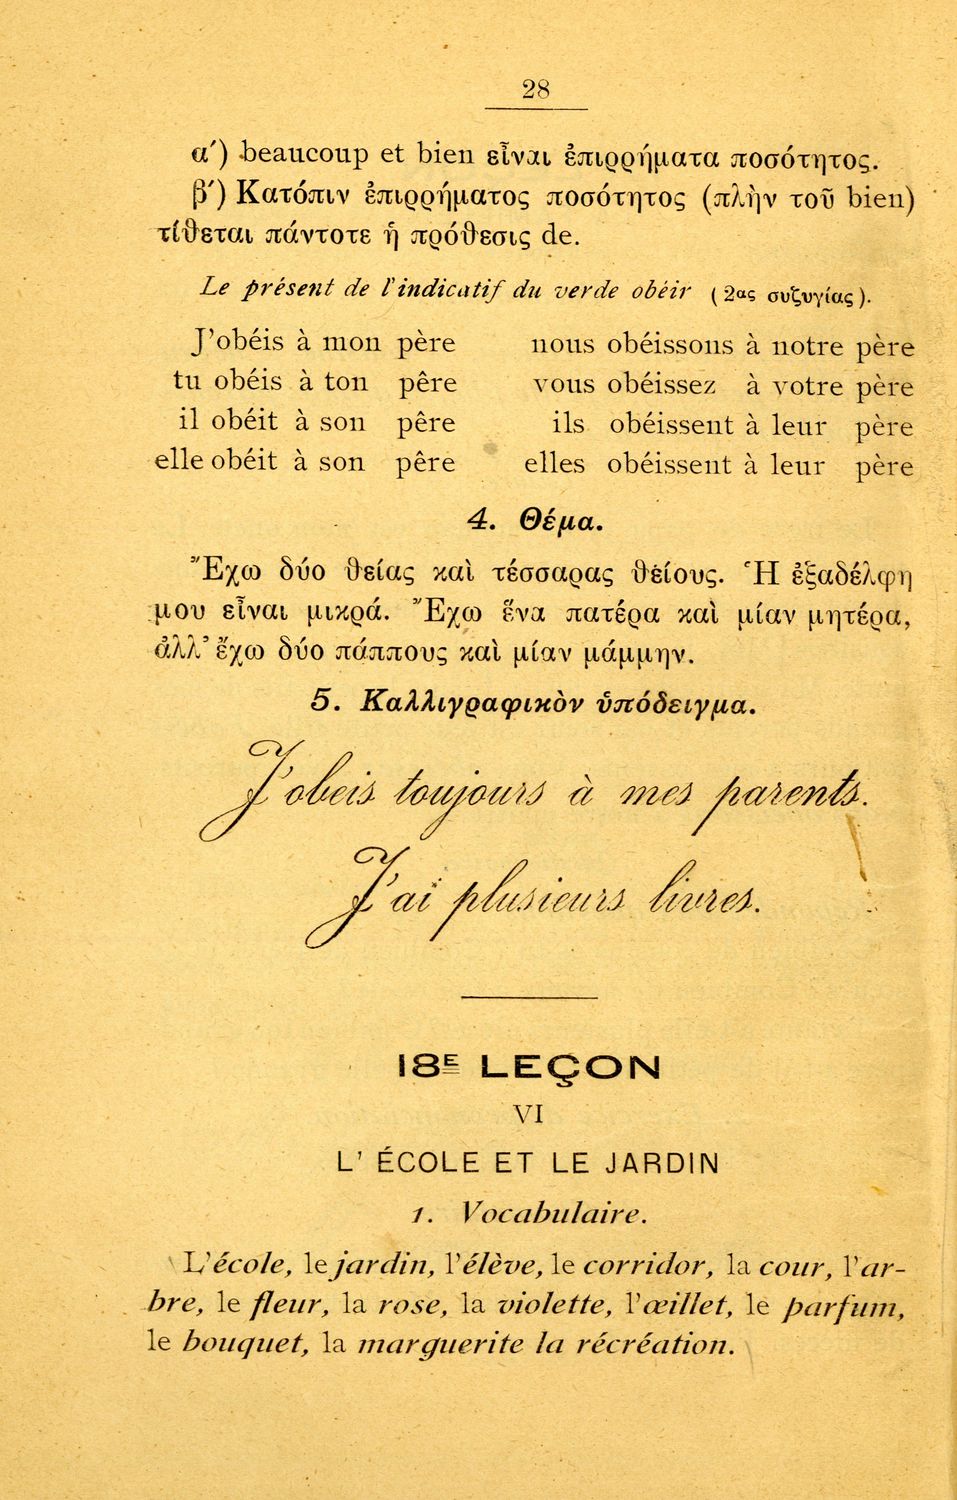 28
α′) beaucoup et bien εἶναι ἐπιρρήματα ποσότητος.
β′) Κατόπιν ἐπιρρήματος ποσότητος (πλὴν τοῦ bien)
τίθεται πάντοτε ἡ πρόθεσις de.
Le présent de l'indicatif du verde obéir (2ας συζυγίας).
J'obéis à mon père nous obéissons à notre père
tu obéis à ton pêre vous obéissez à votre père
il obéit à son pêre ils obéissent à leur père
elle obéit à son pêre elles obéissent à leur père
4. Θέμα.
Ἔχω δύο θείας καὶ τέσσαρας θείους. Ἡ ἐξαδέλφη
μου εἶναι μικρά. Ἔχω ἕνα πατέρα καὶ μίαν μητέρα,
ἀλλ' ἔχω δύο πάππους καὶ μίαν μάμμην.
5. Καλλιγραφικὸν ὑπόδειγμα.
J'obeis toujours à mes parents.
J'ai plusieurs livres.
18E LEÇON
VI
L' ÉCOLE ET LE JARDIN
1. Vocabulaire.
L'école, le jardin, l'élève, le corridor, la cour, l'ar-
bre, le fleur, la rose, la violette, l'œillet, le parfum,
le bouquet, la marguerite la récréation.